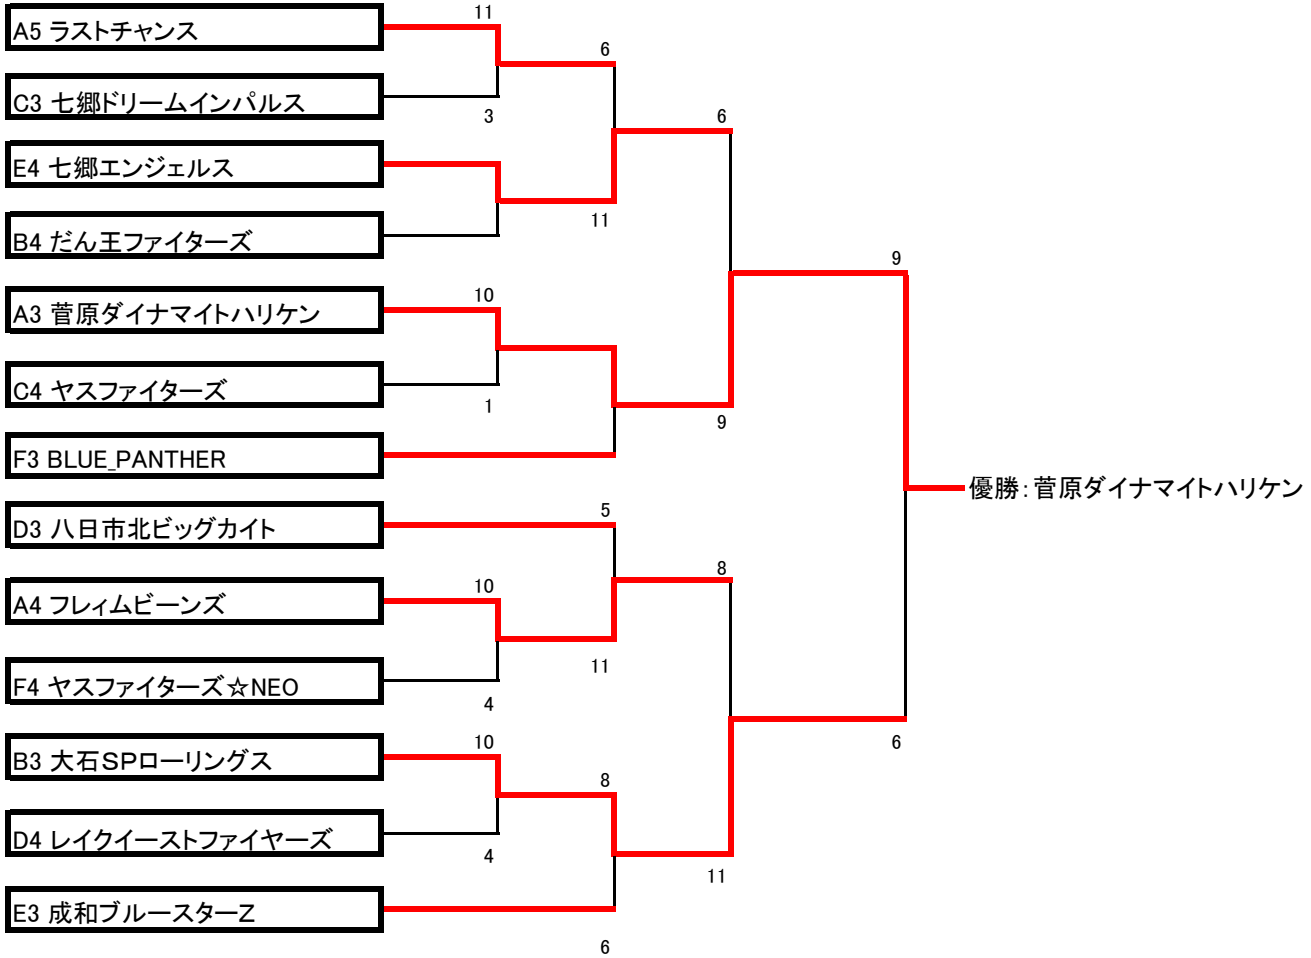 A5 ラストチャンス
11
6
C3 七郷ドリームインパルス
3
6
E4 七郷エンジェルス
11
B4 だん王ファイターズ
9
A3 菅原ダイナマイトハリケン
10
C4 ヤスファイターズ
1
9
F3 BLUE_PANTHER
優勝：菅原ダイナマイトハリケン
D3 八日市北ビッグカイト
5
8
A4 フレィムビーンズ
10
11
F4 ヤスファイターズ☆NEO
4
6
B3 大石SPローリングス
10
8
D4 レイクイーストファイヤーズ
4
11
E3 成和ブルースターZ
6